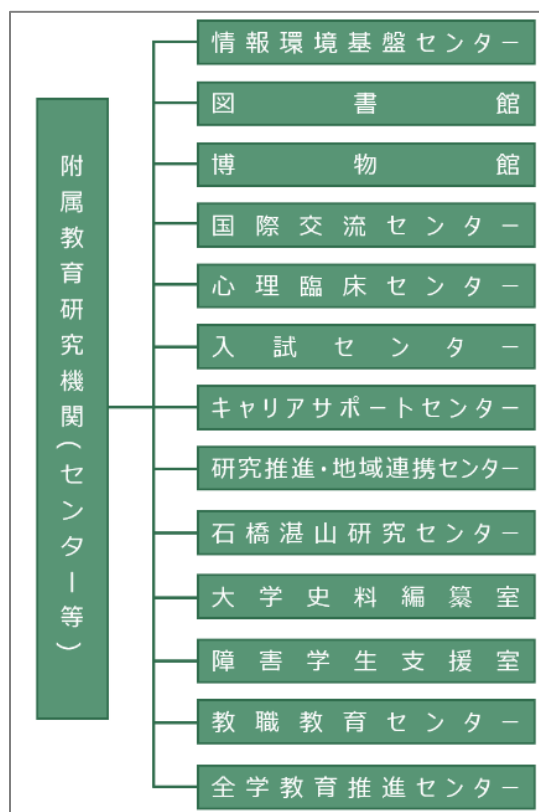 附属教育研究機関(センター等)
情報環境基盤センター
図書館
博物館
国際交流センター
心理臨床センター
入試センター
キャリアサポートセンター
研究推進・地域連携センター
石橋湛山研究センター
大学史料編纂室
障害学生支援室
教職教育センター
全学教育推進センター